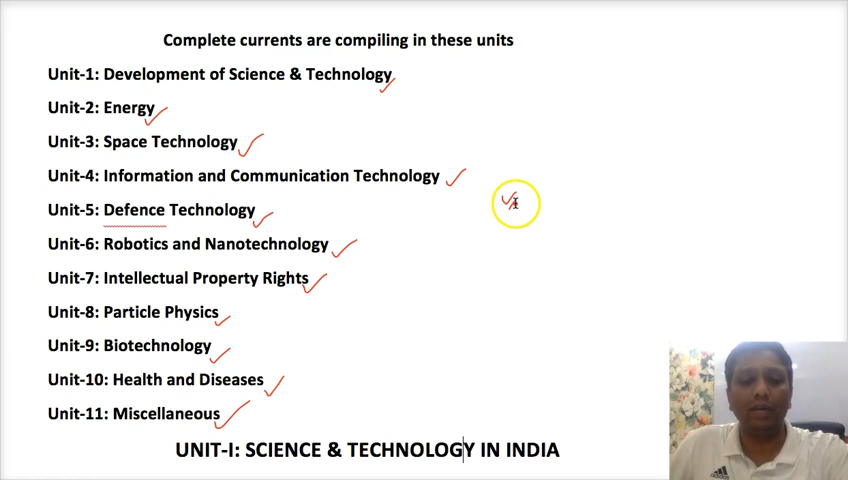 Complete currents are compiling in these units
Unit-1: Development of Science & Technology
Unit-2: Energy
Unit-3: Space Technology
Unit-4: Information and Communication Technology
Unit-5: Defence Technology
Unit-6: Robotics and Nanotechnology
Unit-7: Intellectual Property Rights
Unit-8: Particle Physics
Unit-9: Biotechnology
Unit-10: Health and Diseases
Unit-11: Miscellaneous
UNIT-I: SCIENCE & TECHNOLOGY IN INDIA